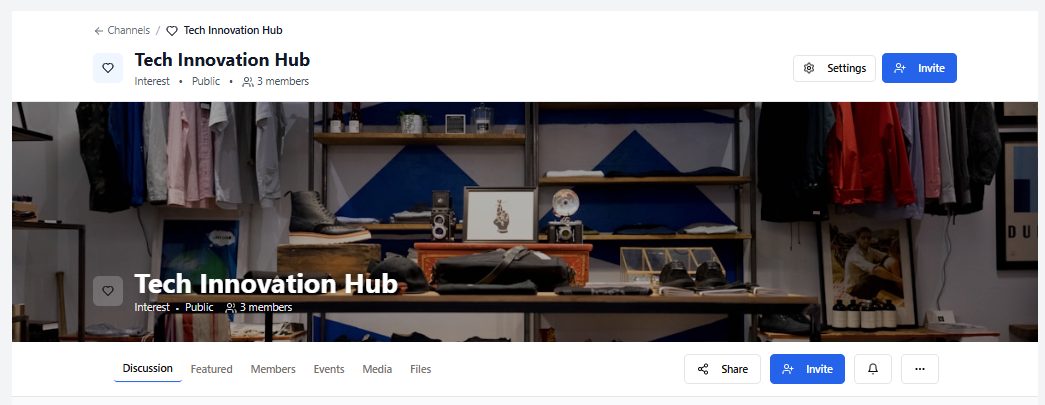 Channels / Tech Innovation Hub
Tech Innovation Hub
Interest • Public • 3 members
Settings
Invite
Tech Innovation Hub
Interest • Public 3 members
Discussion
Featured
Members
Events
Media
Files
Share
Invite